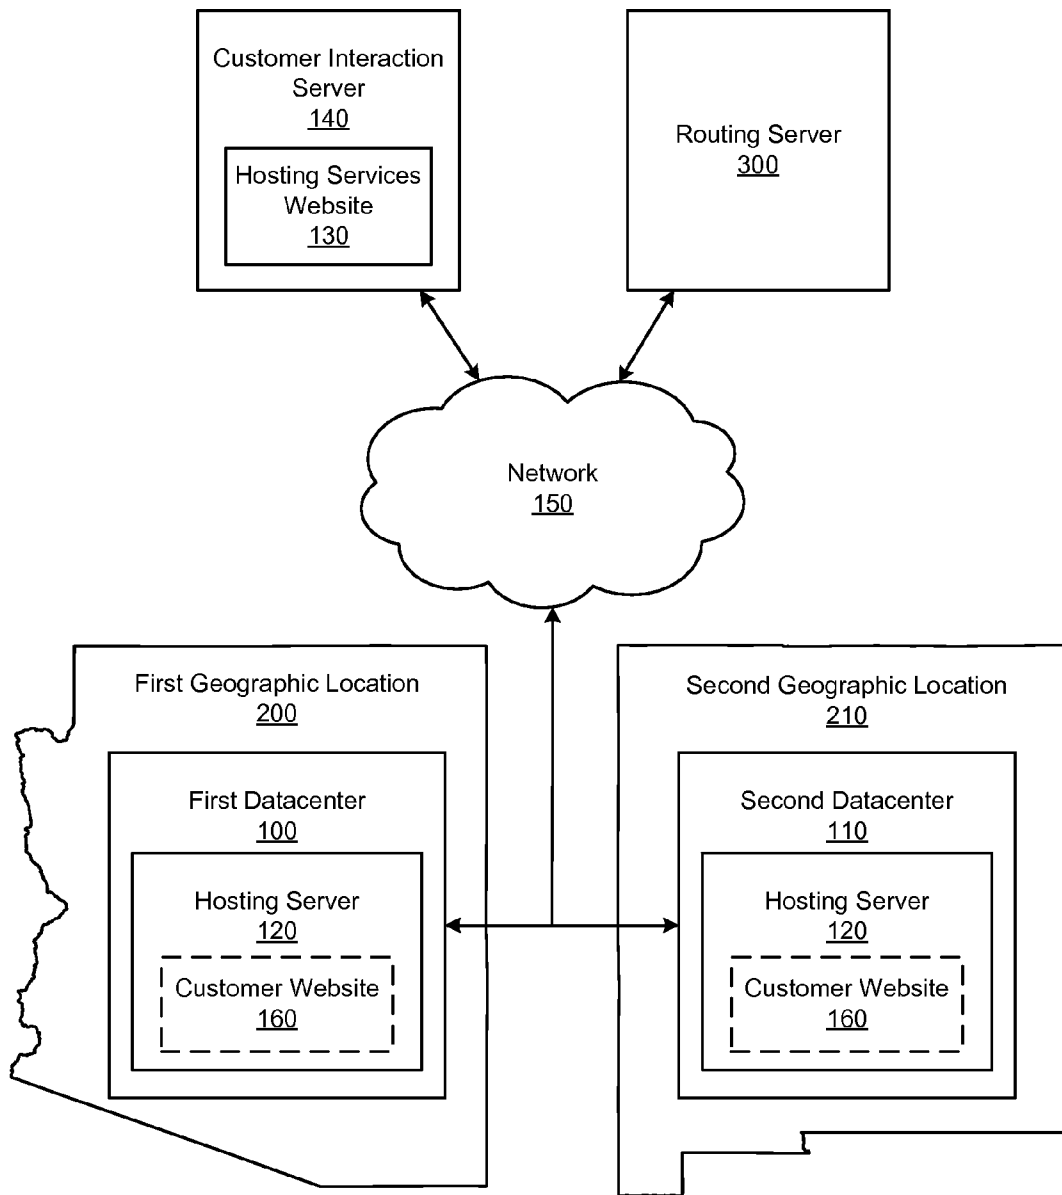 Customer Interaction
Server
140
Hosting Services
Website
130
Routing Server
300
Network
150
First Geographic Location
200
First Datacenter
100
Hosting Server
120
Customer Website
160
Second Geographic Location
210
Second Datacenter
110
Hosting Server
120
Customer Website
160